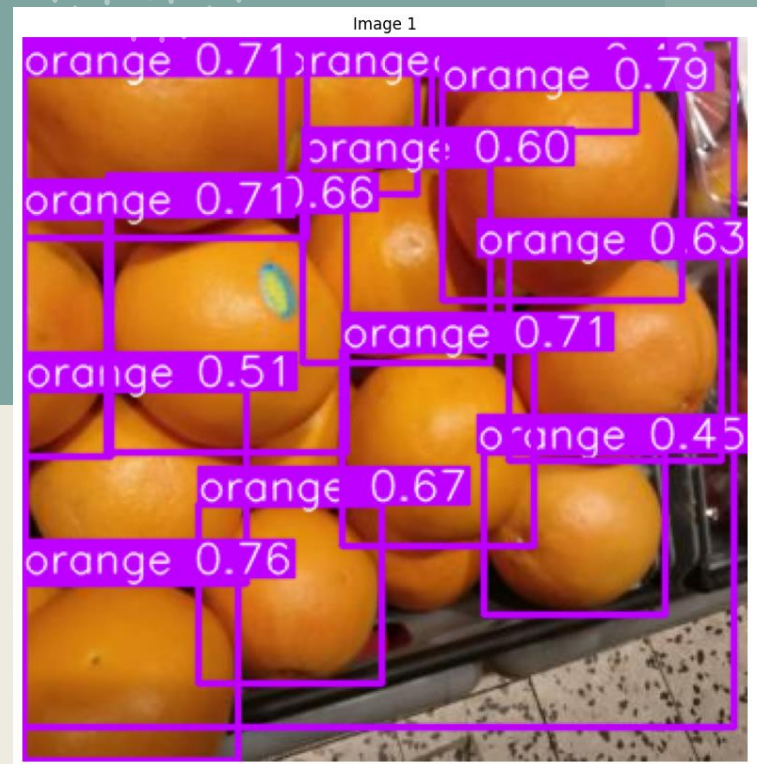 Image 1
orange 0.71
orange
orange 0.79
orange 0.60
orange 0.71
0.66
orange 0.63
orange 0.71
orange 0.51
orange 0.45
orange 0.67
orange 0.76